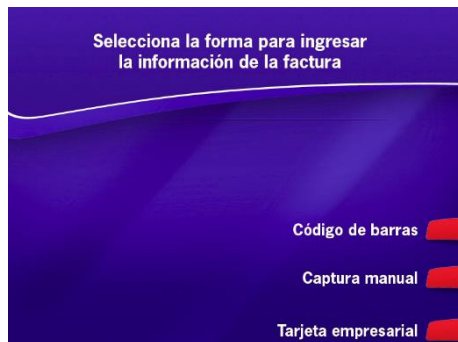 Selecciona la forma para ingresar
la información de la factura
Código de barras
Captura manual
Tarjeta empresarial